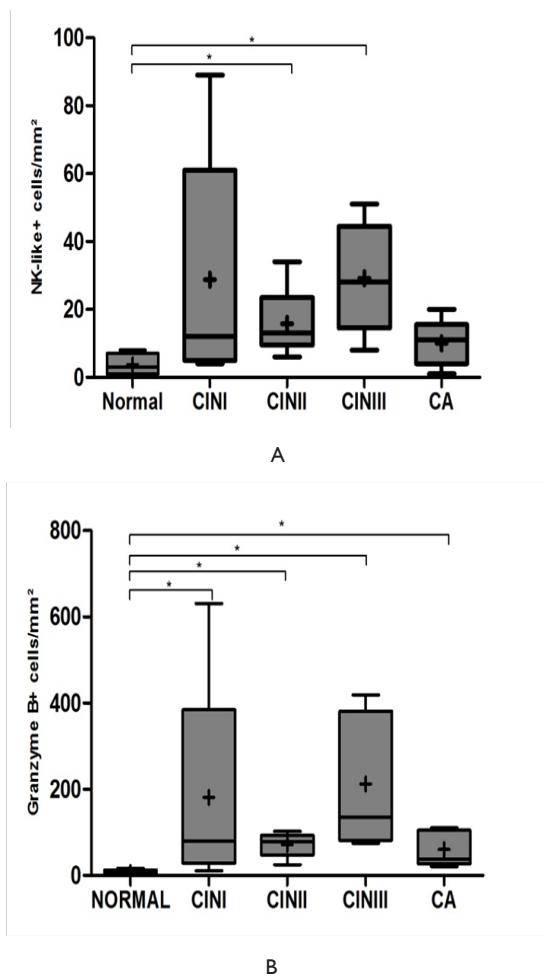 NK-like+ cells/mm²
100
80
60
40
20
0
*
*
Normal CINI CINII CINIII CA
A
Granzyme B+ cells/mm²
800
600
400
200
0
*
*
*
*
NORMAL CINI CINII CINIII CA
B